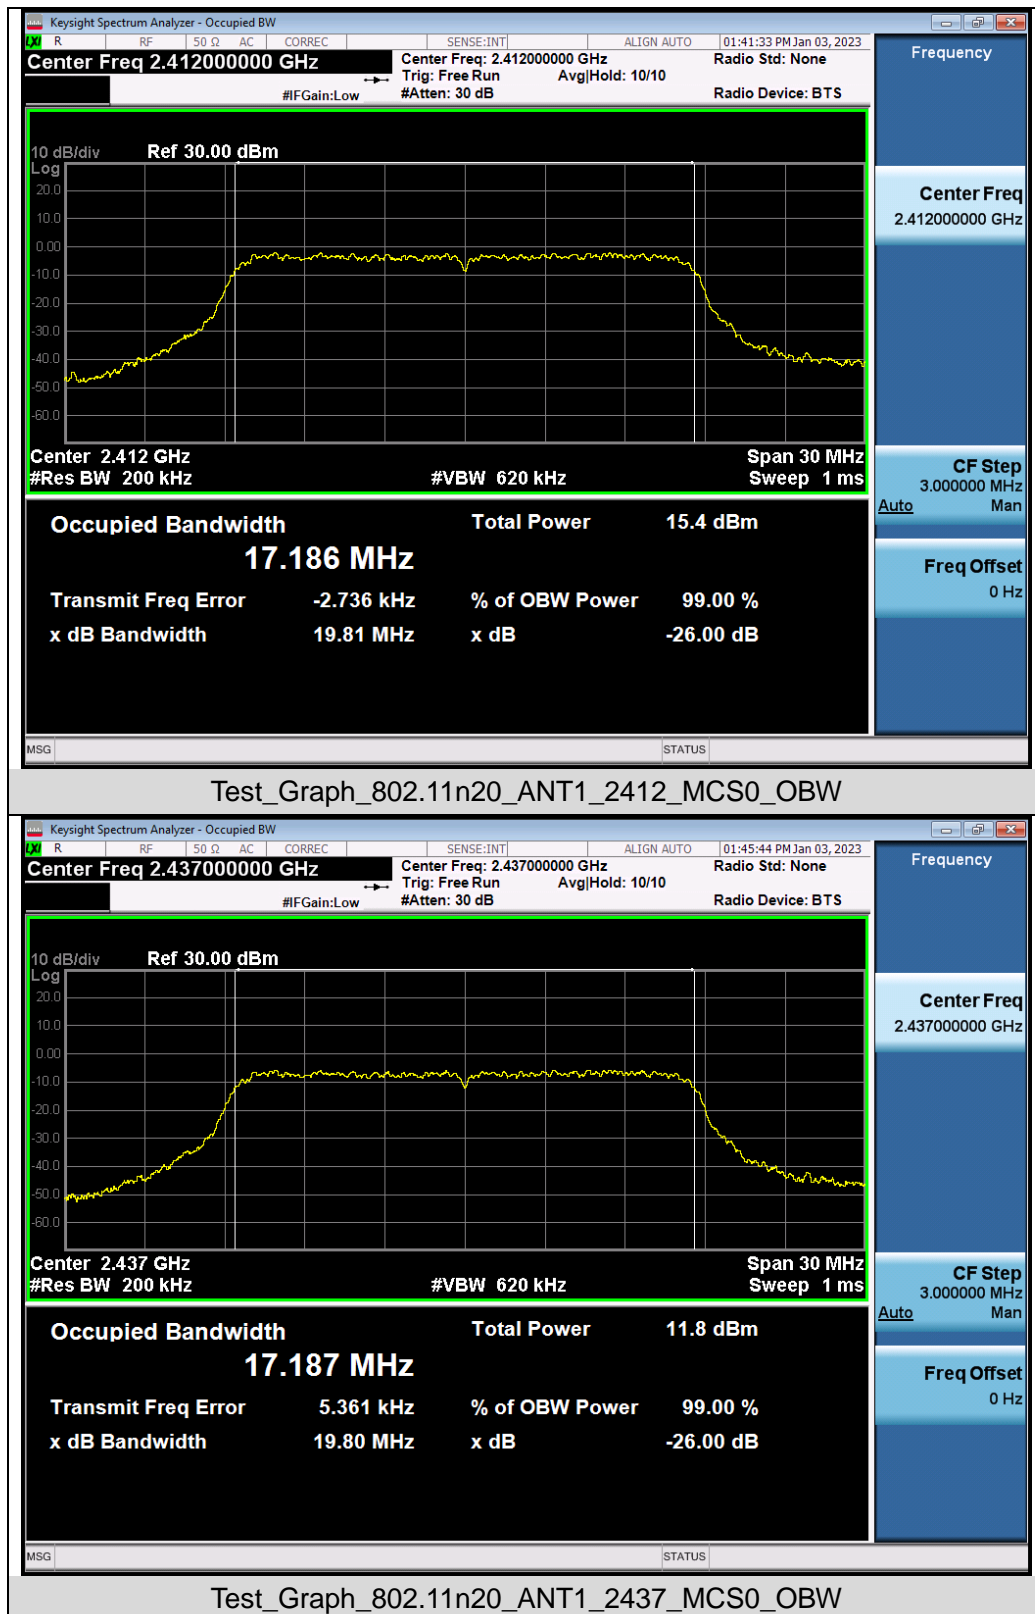 Keysight Spectrum Analyzer - Occupied BW
LXI R RF 50 Ω AC CORREC SENSE:INT ALIGN AUTO 01:41:33 PM Jan 03, 2023
Center Freq 2.412000000 GHz
Center Freq: 2.412000000 GHz Radio Std: None
Trig: Free Run Avg|Hold: 10/10
#IFGain:Low #Atten: 30 dB Radio Device: BTS
Frequency
10 dB/div Ref 30.00 dBm
Log
20.0
10.0
0.00
-10.0
-20.0
-30.0
-40.0
-50.0
-60.0
Center 2.412 GHz Span 30 MHz
#Res BW 200 kHz #VBW 620 kHz Sweep 1 ms
Center Freq
2.412000000 GHz
CF Step
3.000000 MHz
Auto Man
Freq Offset
0 Hz
Occupied Bandwidth Total Power 15.4 dBm
17.186 MHz
Transmit Freq Error -2.736 kHz % of OBW Power 99.00 %
x dB Bandwidth 19.81 MHz x dB -26.00 dB
MSG STATUS
Test_Graph_802.11n20_ANT1_2412_MCS0_OBW
Keysight Spectrum Analyzer - Occupied BW
LXI R RF 50 Ω AC CORREC SENSE:INT ALIGN AUTO 01:45:44 PM Jan 03, 2023
Center Freq 2.437000000 GHz
Center Freq: 2.437000000 GHz Radio Std: None
Trig: Free Run Avg|Hold: 10/10
#IFGain:Low #Atten: 30 dB Radio Device: BTS
Frequency
10 dB/div Ref 30.00 dBm
Log
20.0
10.0
0.00
-10.0
-20.0
-30.0
-40.0
-50.0
-60.0
Center 2.437 GHz Span 30 MHz
#Res BW 200 kHz #VBW 620 kHz Sweep 1 ms
Center Freq
2.437000000 GHz
CF Step
3.000000 MHz
Auto Man
Freq Offset
0 Hz
Occupied Bandwidth Total Power 11.8 dBm
17.187 MHz
Transmit Freq Error 5.361 kHz % of OBW Power 99.00 %
x dB Bandwidth 19.80 MHz x dB -26.00 dB
MSG STATUS
Test_Graph_802.11n20_ANT1_2437_MCS0_OBW